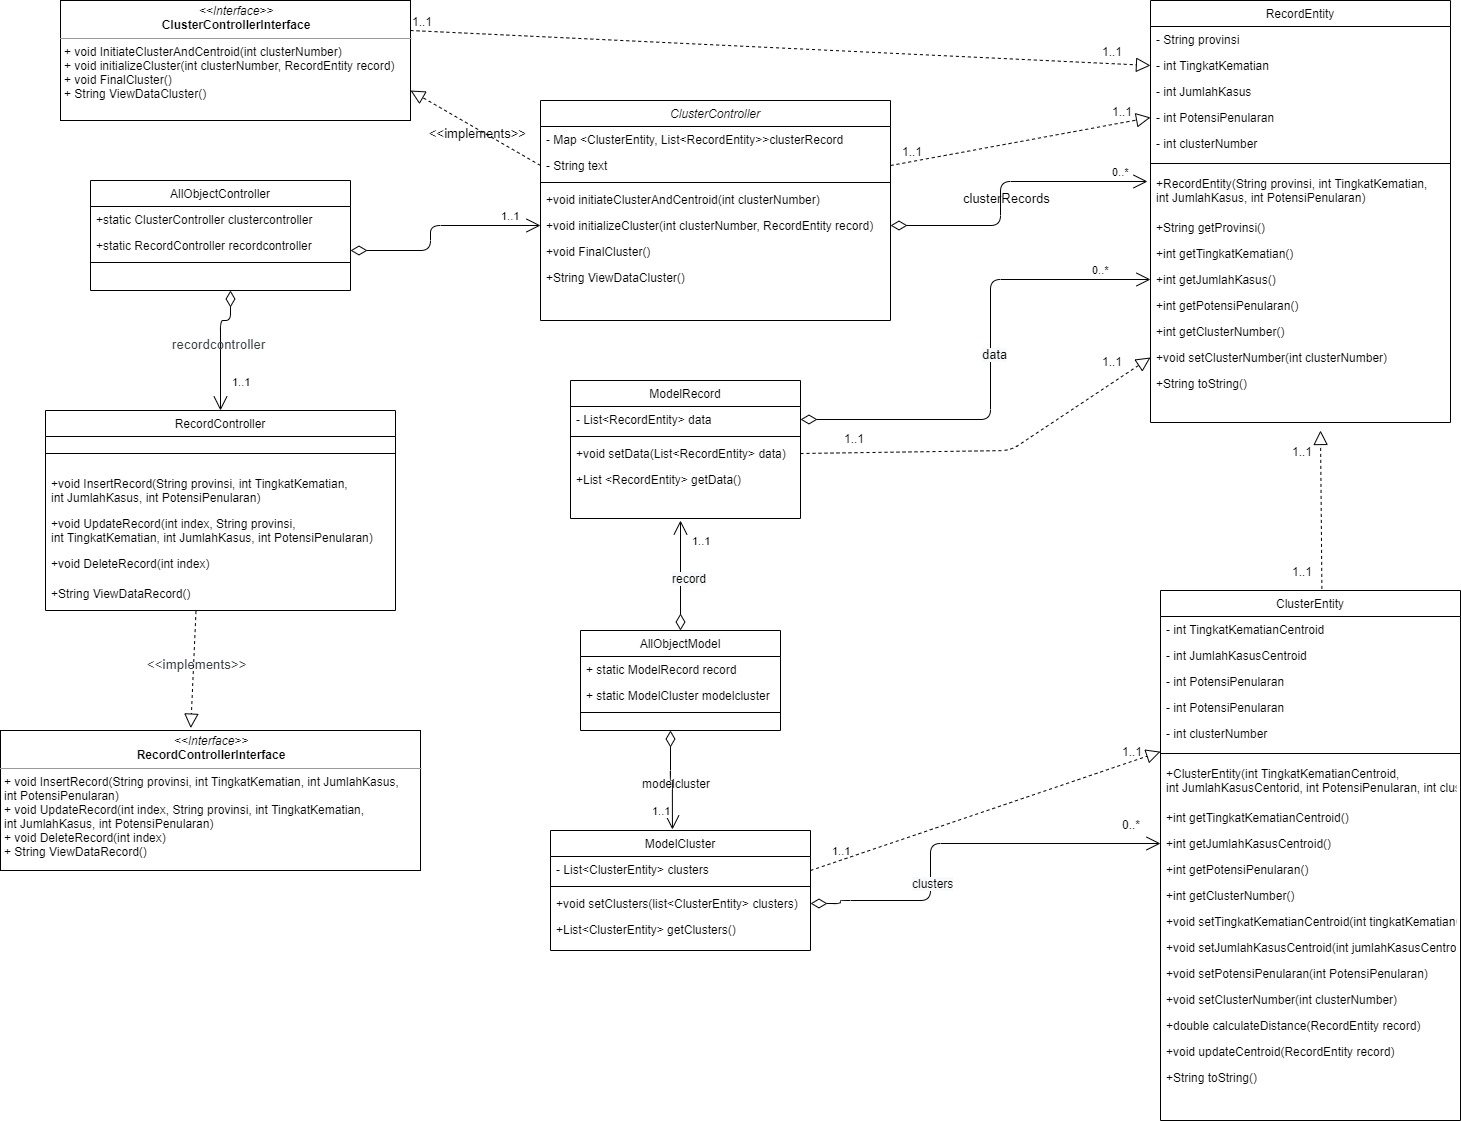 <<Interface>>
ClusterControllerInterface
+ void InitiateClusterAndCentroid(int clusterNumber)
+ void initializeCluster(int clusterNumber, RecordEntity record)
+ void FinalCluster()
+ String ViewDataCluster()
1..1
1..1
<<implements>>
ClusterController
- Map <ClusterEntity, List<RecordEntity>>clusterRecord
- String text
+void initiateClusterAndCentroid(int clusterNumber)
+void initializeCluster(int clusterNumber, RecordEntity record)
+void FinalCluster()
+String ViewDataCluster()
1..1
1..1
clusterRecords
0..*
RecordEntity
- String provinsi
- int TingkatKematian
- int JumlahKasus
- int PotensiPenularan
- int clusterNumber
+RecordEntity(String provinsi, int TingkatKematian,
int JumlahKasus, int PotensiPenularan)
+String getProvinsi()
+int getTingkatKematian()
+int getJumlahKasus()
+int getPotensiPenularan()
+int getClusterNumber()
+void setClusterNumber(int clusterNumber)
+String toString()
AllObjectController
+static ClusterController clustercontroller
+static RecordController recordcontroller
1..1
recordcontroller
1..1
RecordController
+void InsertRecord(String provinsi, int TingkatKematian,
int JumlahKasus, int PotensiPenularan)
+void UpdateRecord(int index, String provinsi,
int TingkatKematian, int JumlahKasus, int PotensiPenularan)
+void DeleteRecord(int index)
+String ViewDataRecord()
<<implements>>
<<Interface>>
RecordControllerInterface
+ void InsertRecord(String provinsi, int TingkatKematian, int JumlahKasus,
int PotensiPenularan)
+ void UpdateRecord(int index, String provinsi, int TingkatKematian,
int JumlahKasus, int PotensiPenularan)
+ void DeleteRecord(int index)
+ String ViewDataRecord()
ModelRecord
- List<RecordEntity> data
+void setData(List<RecordEntity> data)
+List <RecordEntity> getData()
0..*
data
1..1
1..1
1..1
record
AllObjectModel
+ static ModelRecord record
+ static ModelCluster modelcluster
modelcluster
1..1
ModelCluster
- List<ClusterEntity> clusters
+void setClusters(list<ClusterEntity> clusters)
+List<ClusterEntity> getClusters()
1..1
1..1
clusters
0..*
1..1
1..1
ClusterEntity
- int TingkatKematianCentroid
- int JumlahKasusCentroid
- int PotensiPenularan
- int PotensiPenularan
- int clusterNumber
+ClusterEntity(int TingkatKematianCentroid,
int JumlahKasusCentorid, int PotensiPenularan, int clus
+int getTingkatKematianCentroid()
+int getJumlahKasusCentroid()
+int getPotensiPenularan()
+int getClusterNumber()
+void setTingkatKematianCentroid(int tingkatKematian
+void setJumlahKasusCentroid(int jumlahKasusCentro
+void setPotensiPenularan(int PotensiPenularan)
+void setClusterNumber(int clusterNumber)
+double calculateDistance(RecordEntity record)
+void updateCentroid(RecordEntity record)
+String toString()